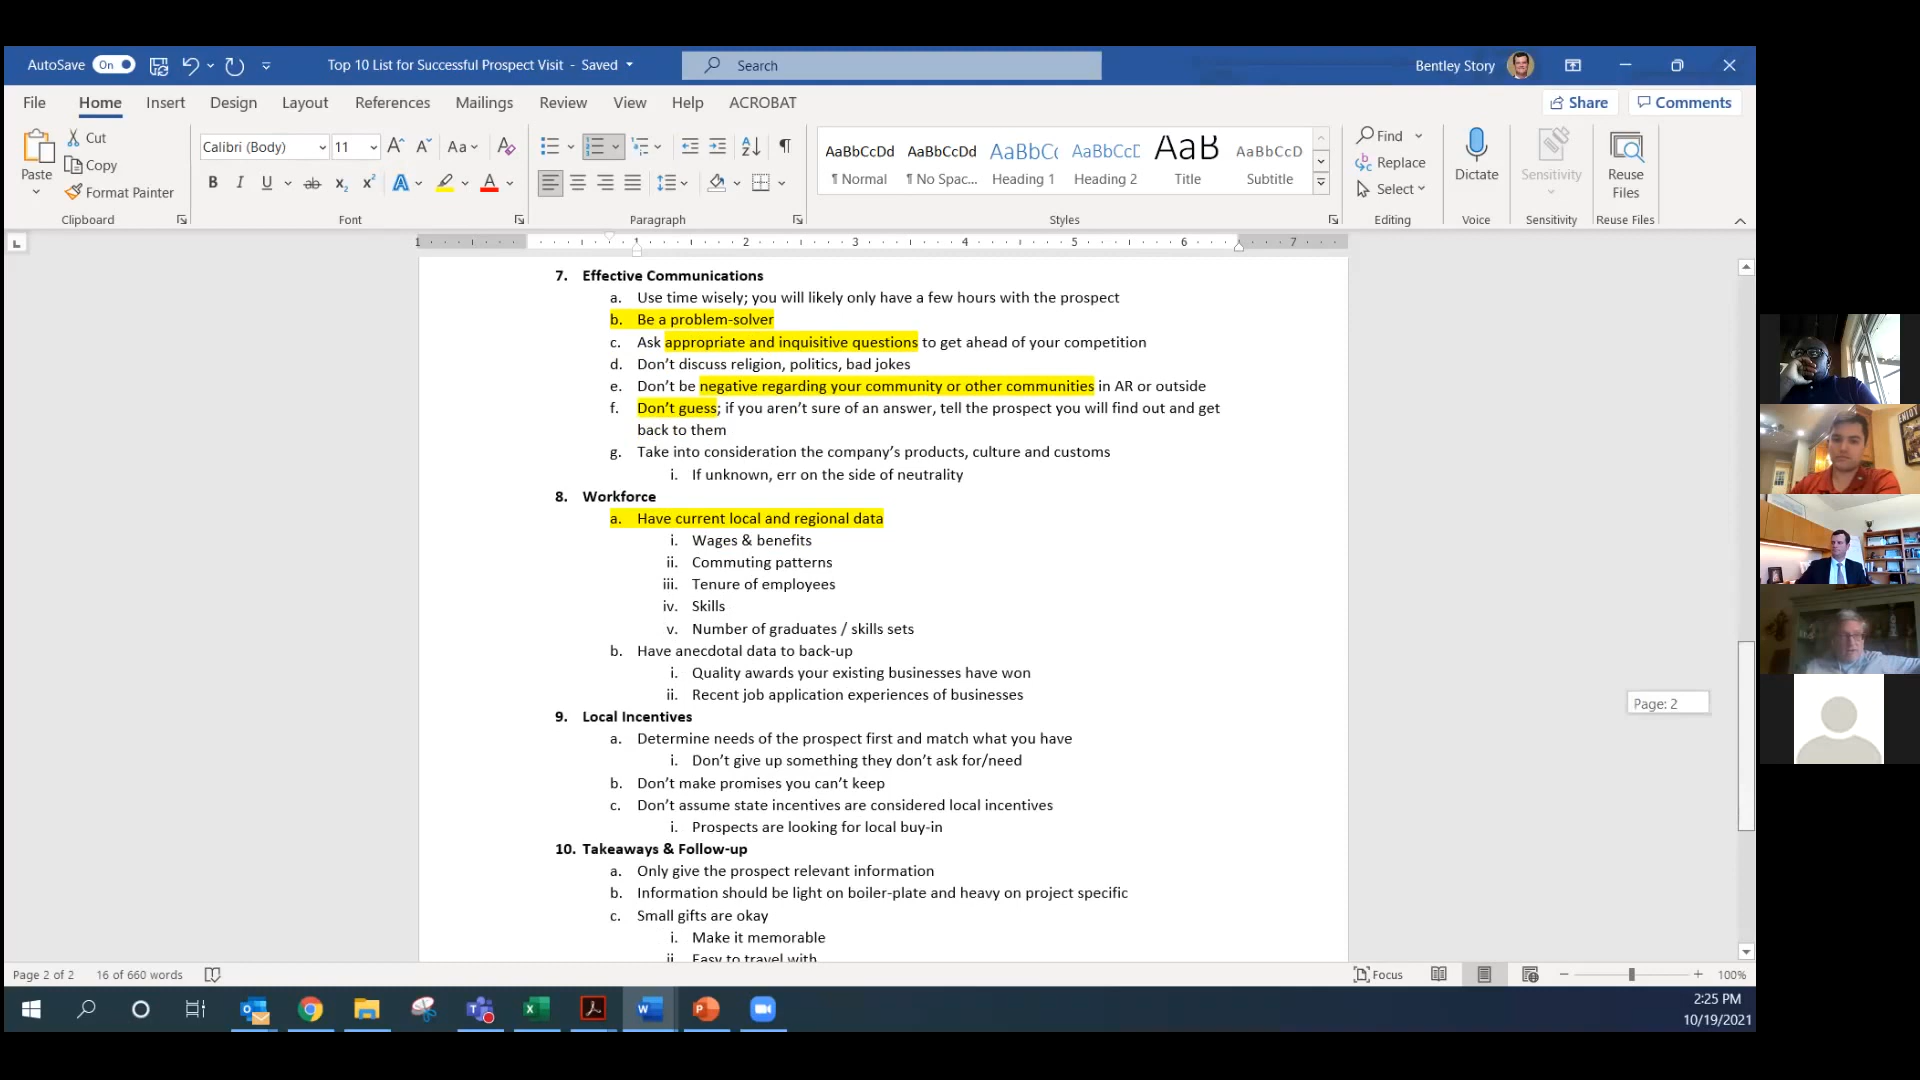 AutoSave On Top 10 List for Successful Prospect Visit - Saved Search Bentley Story
File Home Insert Design Layout References Mailings Review View Help ACROBAT Share Comments
Paste Cut Copy Format Painter
Calibri (Body) 11
AaBbCcDd AaBbCcDd AaBbCc AaBbCcD AaB AaBbCcD
¶ Normal ¶ No Spac... Heading 1 Heading 2 Title Subtitle
Find Replace Select
Dictate Sensitivity Reuse Files
Clipboard Font Paragraph Styles Editing Voice Sensitivity Reuse Files
1 1 2 3 4 5 6 7
7. Effective Communications
a. Use time wisely; you will likely only have a few hours with the prospect
b. Be a problem-solver
c. Ask appropriate and inquisitive questions to get ahead of your competition
d. Don’t discuss religion, politics, bad jokes
e. Don’t be negative regarding your community or other communities in AR or outside
f. Don’t guess; if you aren’t sure of an answer, tell the prospect you will find out and get
back to them
g. Take into consideration the company’s products, culture and customs
i. If unknown, err on the side of neutrality
8. Workforce
a. Have current local and regional data
i. Wages & benefits
ii. Commuting patterns
iii. Tenure of employees
iv. Skills
v. Number of graduates / skills sets
b. Have anecdotal data to back-up
i. Quality awards your existing businesses have won
ii. Recent job application experiences of businesses
9. Local Incentives
a. Determine needs of the prospect first and match what you have
i. Don’t give up something they don’t ask for/need
b. Don’t make promises you can’t keep
c. Don’t assume state incentives are considered local incentives
i. Prospects are looking for local buy-in
10. Takeaways & Follow-up
a. Only give the prospect relevant information
b. Information should be light on boiler-plate and heavy on project specific
c. Small gifts are okay
i. Make it memorable
ii. Easy to travel with
Page: 2
Page 2 of 2 16 of 660 words Focus 100%
2:25 PM
10/19/2021